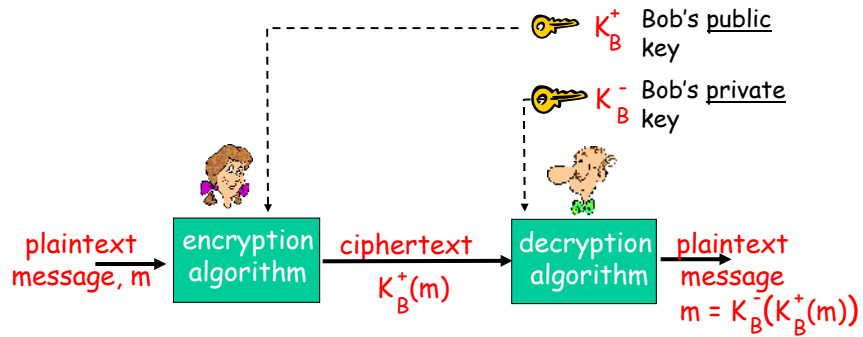 K_B^+ Bob's public
key
K_B^- Bob's private
key
plaintext
message, m
encryption
algorithm
ciphertext
K_B^+(m)
decryption
algorithm
plaintext
message
m = K_B^-(K_B^+(m))